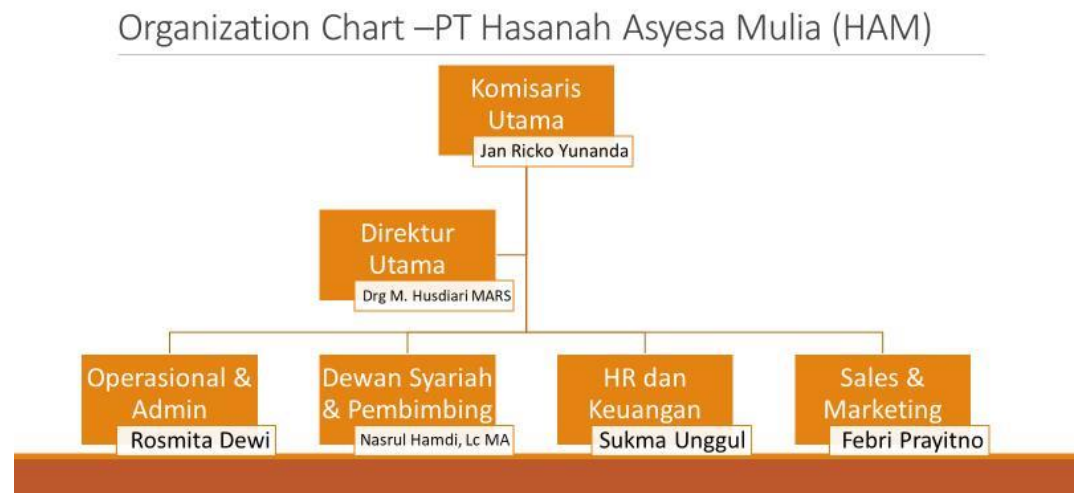 Organization Chart –PT Hasanah Asyesa Mulia (HAM)
Komisaris
Utama
Jan Ricko Yunanda
Direktur
Utama
Drg M. Husdiari MARS
Operasional &
Admin
Rosmita Dewi
Dewan Syariah
& Pembimbing
Nasrul Hamdi, Lc MA
HR dan
Keuangan
Sukma Unggul
Sales &
Marketing
Febri Prayitno